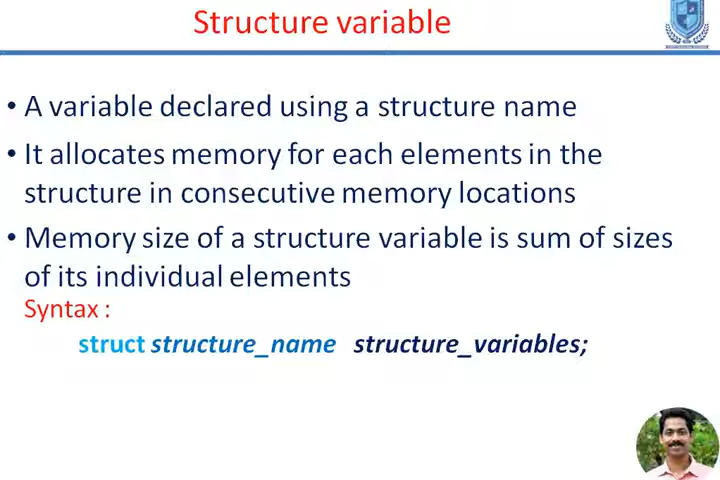 Structure variable
• A variable declared using a structure name
• It allocates memory for each elements in the
structure in consecutive memory locations
• Memory size of a structure variable is sum of sizes
of its individual elements
Syntax :
struct structure_name structure_variables;